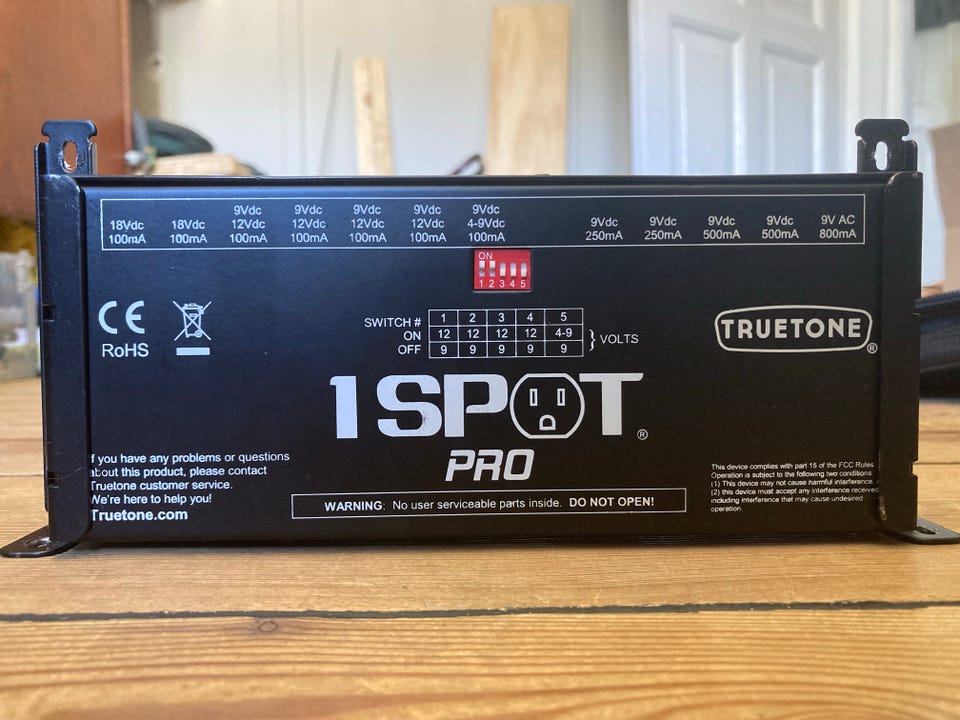 18Vdc 18Vdc 9Vdc 9Vdc 9Vdc 9Vdc 9Vdc 9Vdc 9Vdc 9Vdc 9Vdc 9V AC
12Vdc 12Vdc 12Vdc 12Vdc 4-9Vdc
100mA 100mA 100mA 100mA 100mA 100mA 100mA 250mA 250mA 500mA 500mA 800mA
ON
1 2 3 4 5
CE
RoHS
SWITCH # 1 2 3 4 5
ON 12 12 12 12 4-9
OFF 9 9 9 9 9
} VOLTS
TRUETONE ®
1 SPOT ®
PRO
f you have any problems or questions
about this product, please contact
Truetone customer service.
We're here to help you!
Truetone.com
WARNING: No user serviceable parts inside. DO NOT OPEN!
This device complies with part 15 of the FCC Rules
Operation is subject to the following two conditions
(1) This device may not cause harmful interference,
(2) this device must accept any interference received
including interference that may cause undesired
operation